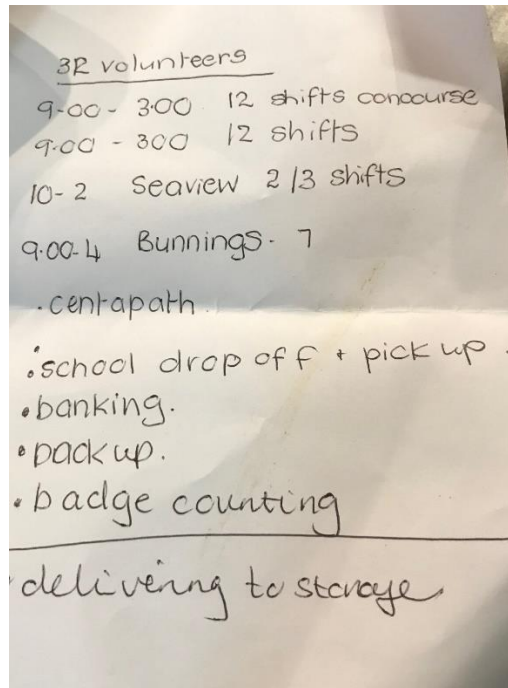 3R volunteers
9-00 - 3.00 12 shifts concourse
9.00 - 300 12 shifts
10-2 Seaview 2/3 shifts
9.00-4 Bunnings. 7
.centapath.
:school drop off + pick up.
•banking.
•pack up.
•badge counting
delivering to storage.